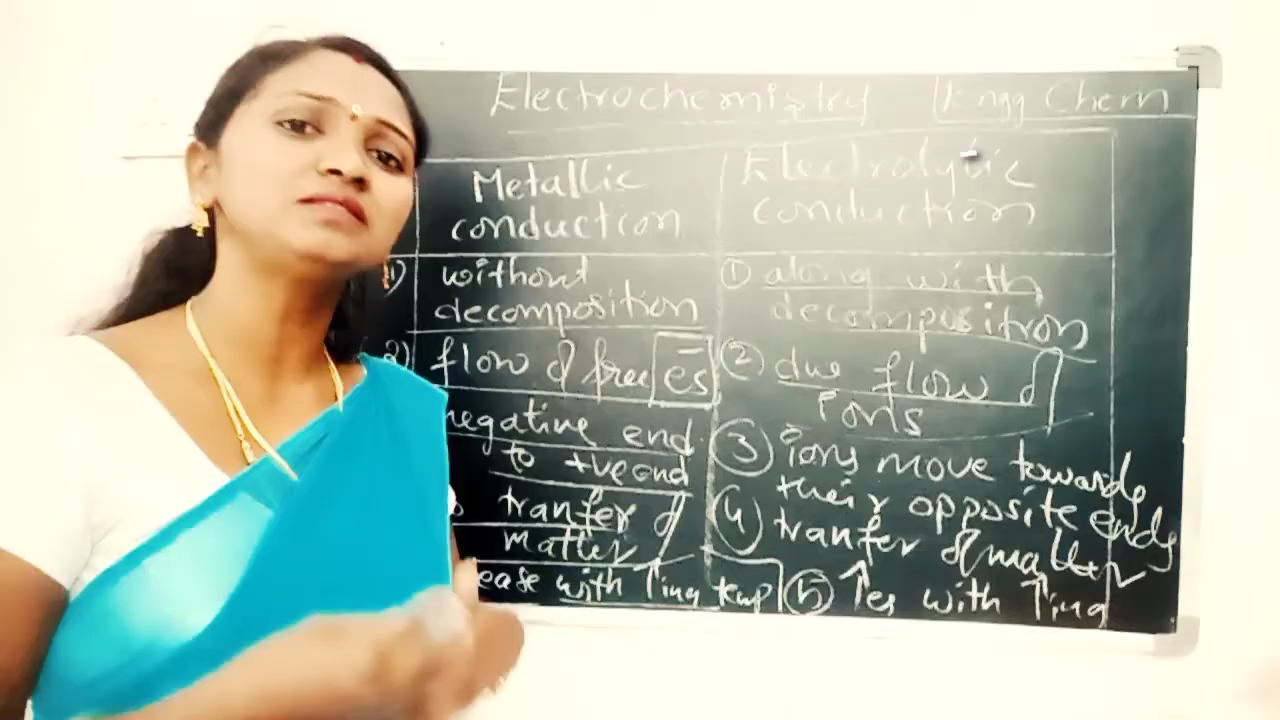 Electrochemistry Engg Chem
Metallic
conduction
Electrolytic
conduction
1) without
decomposition
① along with
decomposition
2) flow of free ēs
② due flow of
ions
negative end
to +ve end
③ ions move towards
their opposite ends
tranfer of
matter
④ tranfer of matter
ease with ↑ing temp
⑤ ↑es with ↑ing